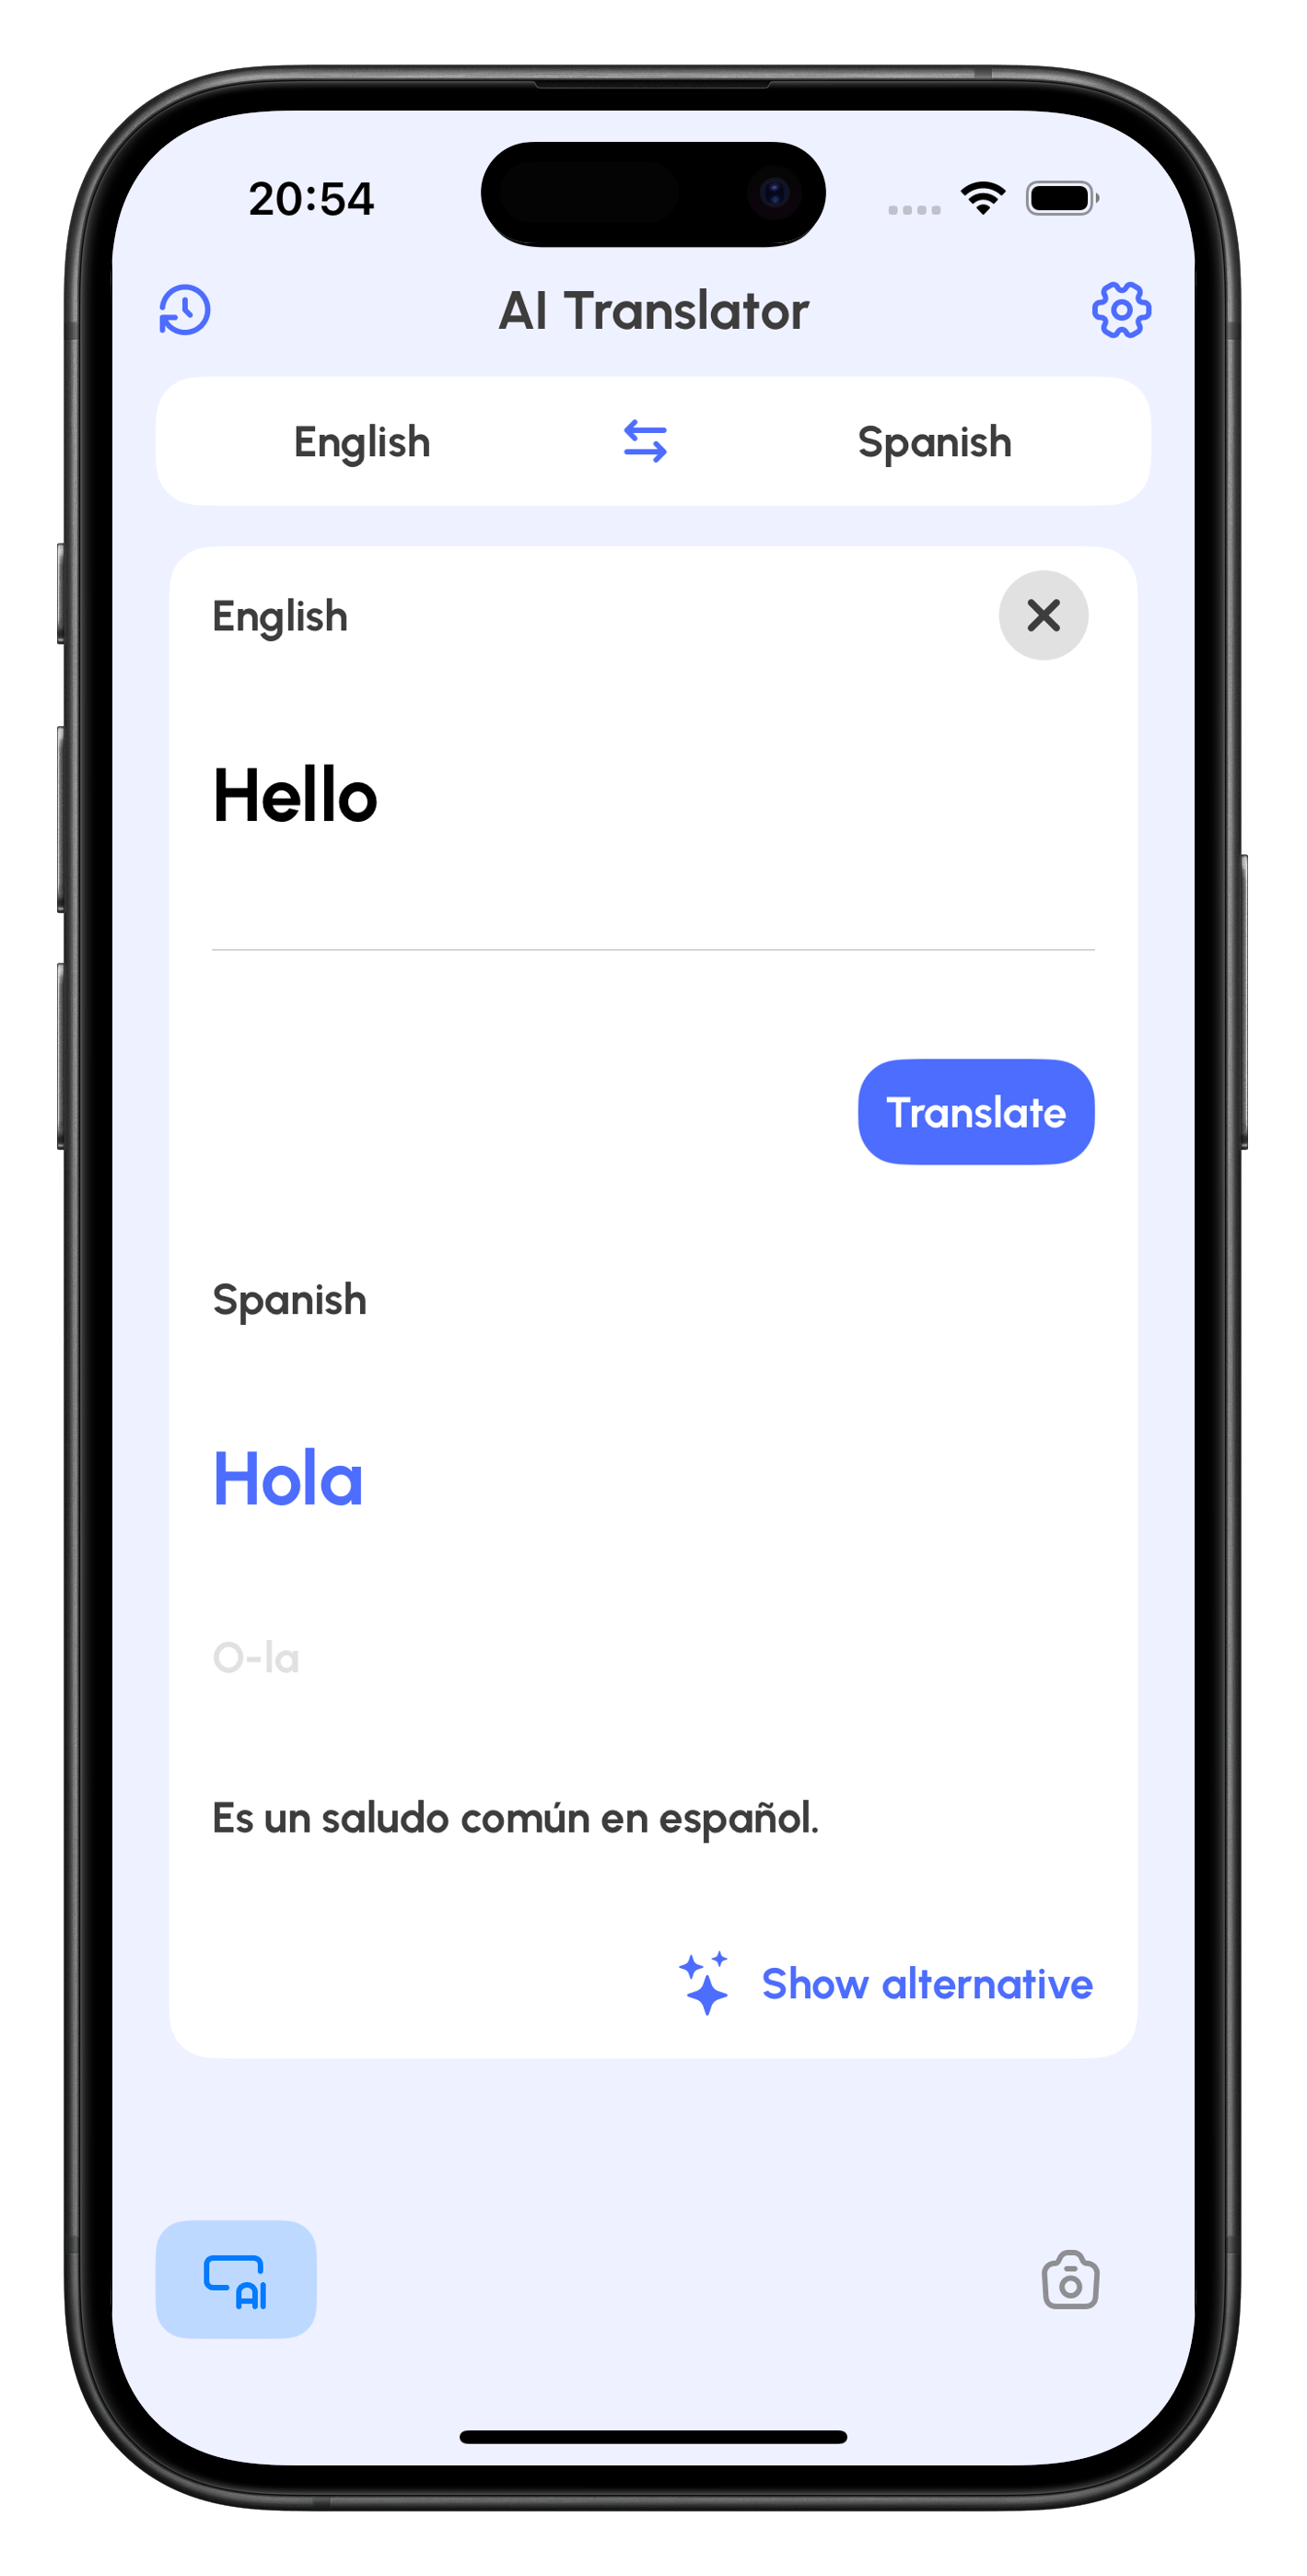 20:54
AI Translator
English
Spanish
English
Hello
Translate
Spanish
Hola
O-la
Es un saludo común en español.
Show alternative
AI